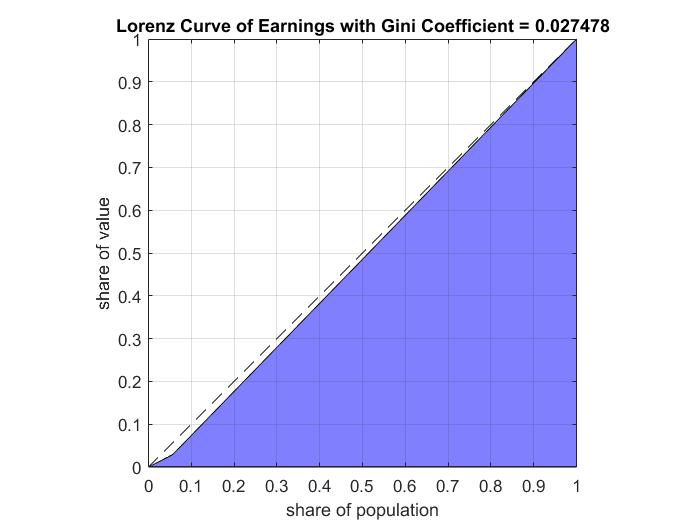 Lorenz Curve of Earnings with Gini Coefficient = 0.027478
1
0.9
0.8
0.7
0.6
0.5
0.4
0.3
0.2
0.1
0
share of value
0 0.1 0.2 0.3 0.4 0.5 0.6 0.7 0.8 0.9 1
share of population